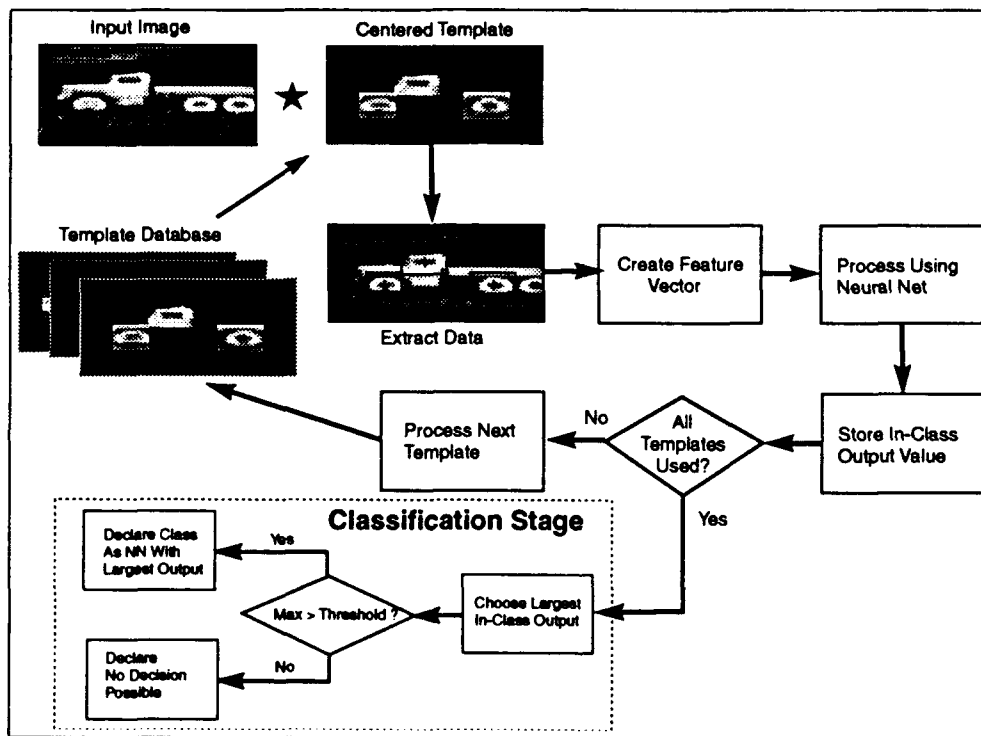 Input Image
Centered Template
Template Database
Extract Data
Create Feature
Vector
Process Using
Neural Net
Store In-Class
Output Value
All
Templates
Used?
No
Process Next
Template
Yes
Classification Stage
Choose Largest
In-Class Output
Max > Threshold ?
Yes
Declare Class
As NN With
Largest Output
No
Declare
No Decision
Possible